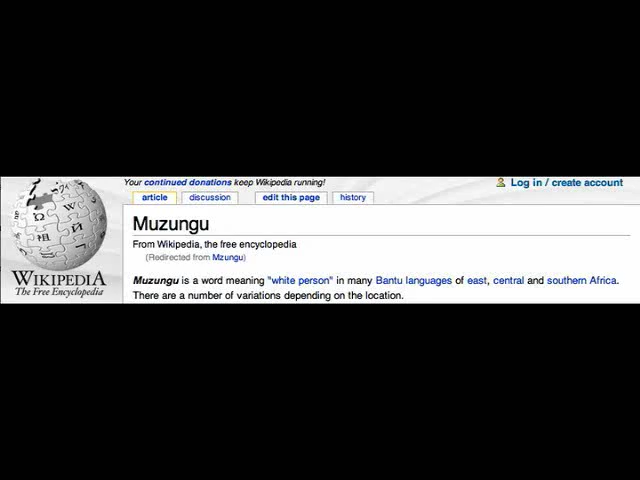 Your continued donations keep Wikipedia running!
Log in / create account
article discussion edit this page history
Muzungu
From Wikipedia, the free encyclopedia
(Redirected from Mzungu)
Muzungu is a word meaning "white person" in many Bantu languages of east, central and southern Africa.
There are a number of variations depending on the location.
WIKIPEDIA
The Free Encyclopedia